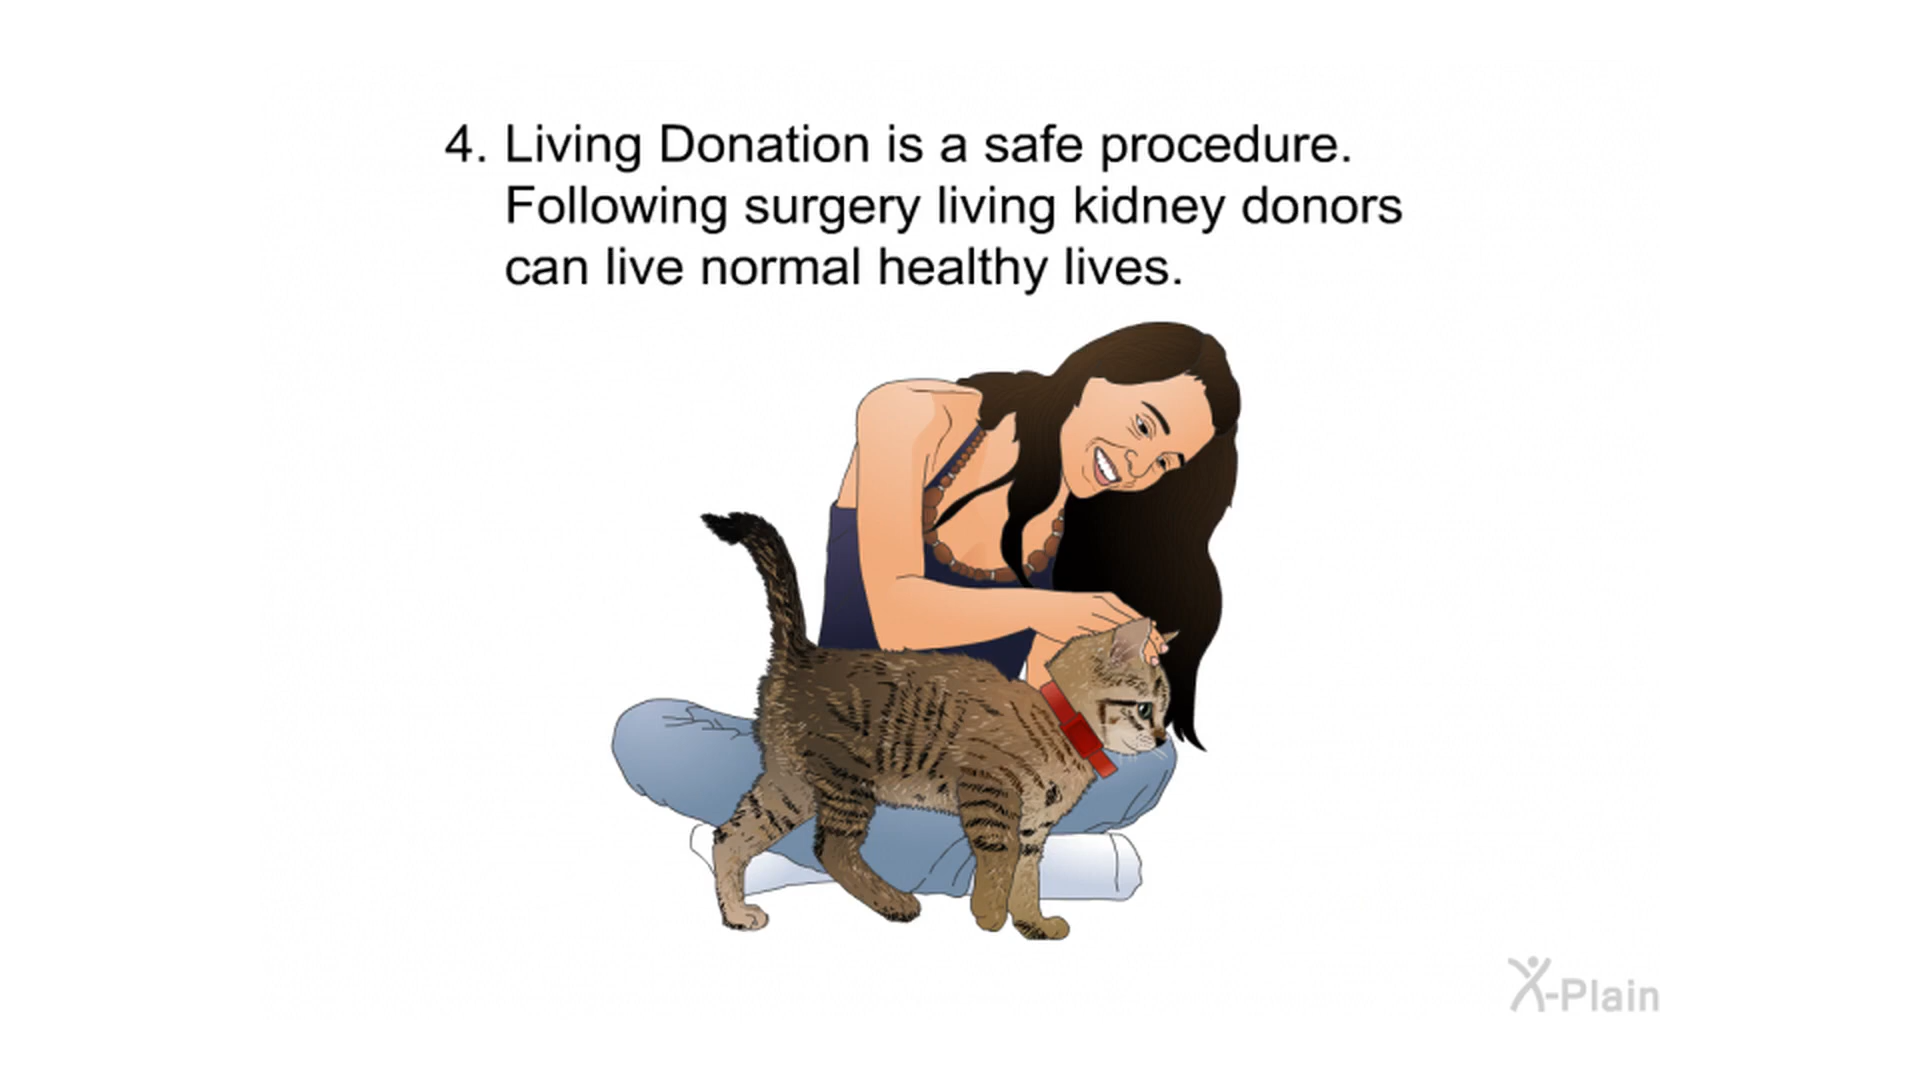 4. Living Donation is a safe procedure.
Following surgery living kidney donors
can live normal healthy lives.
X-Plain